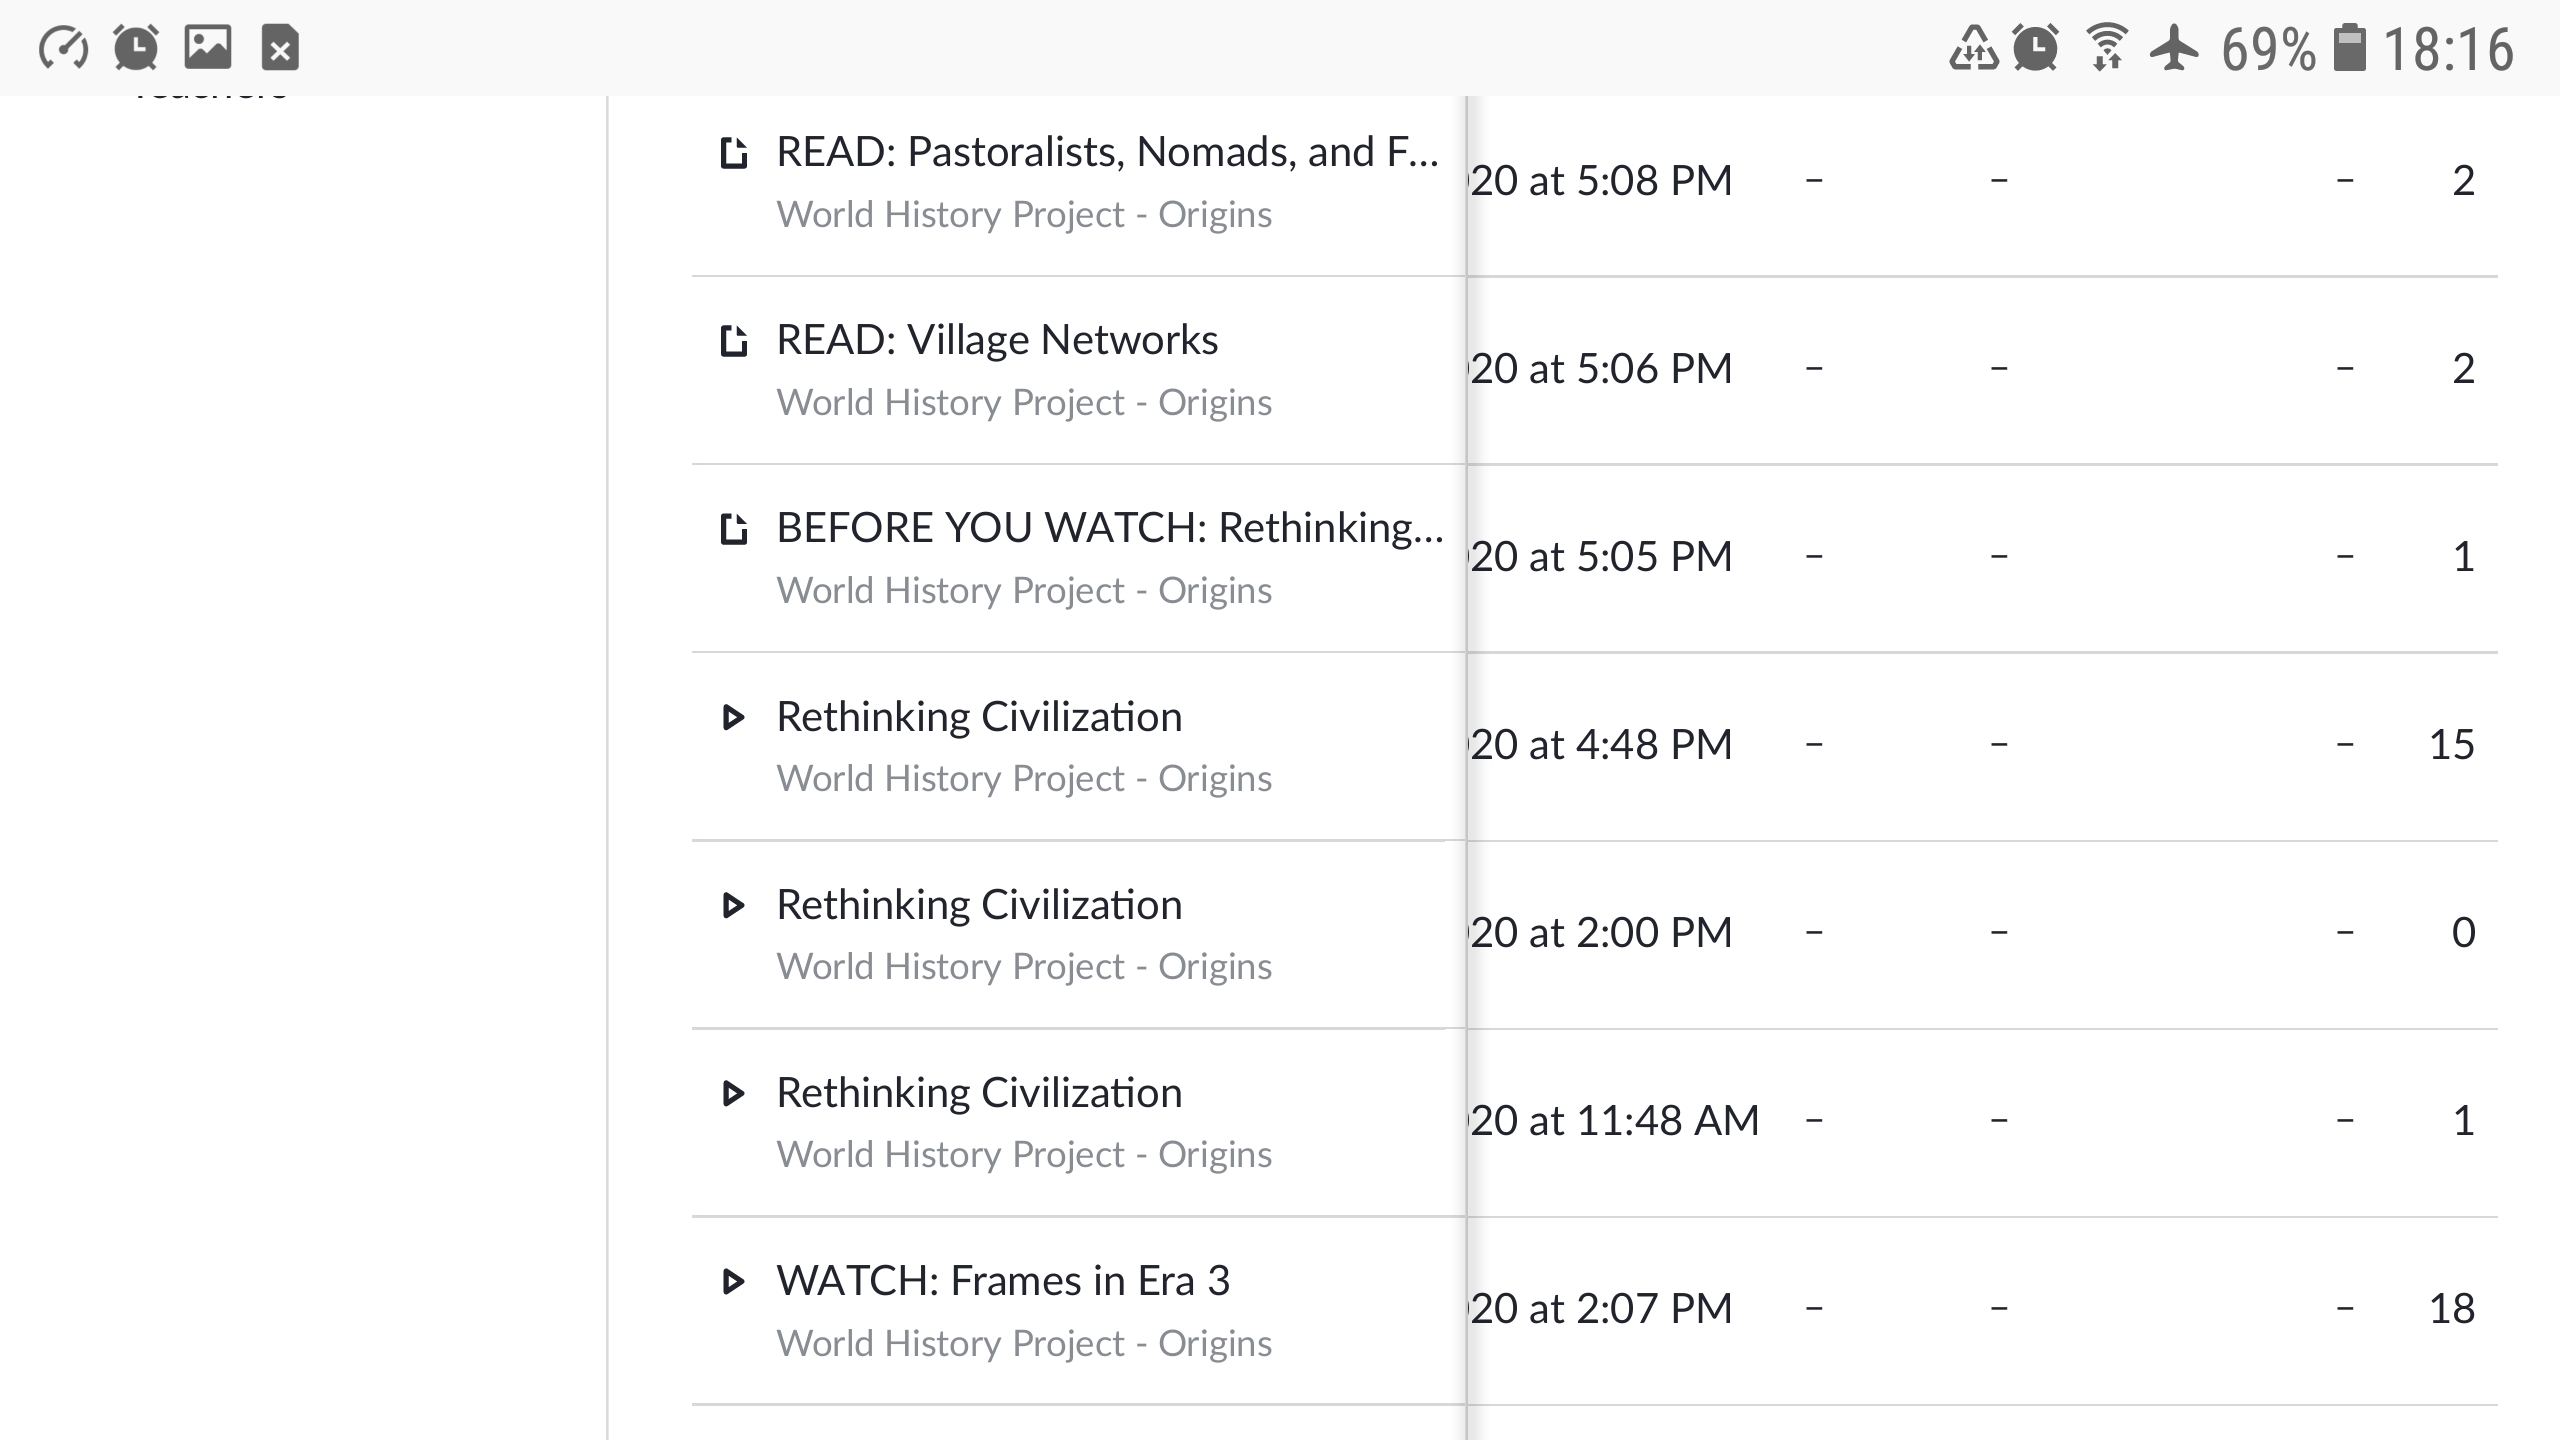 69% 18:16
READ: Pastoralists, Nomads, and F...
World History Project - Origins
20 at 5:08 PM – – – 2
READ: Village Networks
World History Project - Origins
20 at 5:06 PM – – – 2
BEFORE YOU WATCH: Rethinking...
World History Project - Origins
20 at 5:05 PM – – – 1
Rethinking Civilization
World History Project - Origins
20 at 4:48 PM – – – 15
Rethinking Civilization
World History Project - Origins
20 at 2:00 PM – – – 0
Rethinking Civilization
World History Project - Origins
20 at 11:48 AM – – – 1
WATCH: Frames in Era 3
World History Project - Origins
20 at 2:07 PM – – – 18